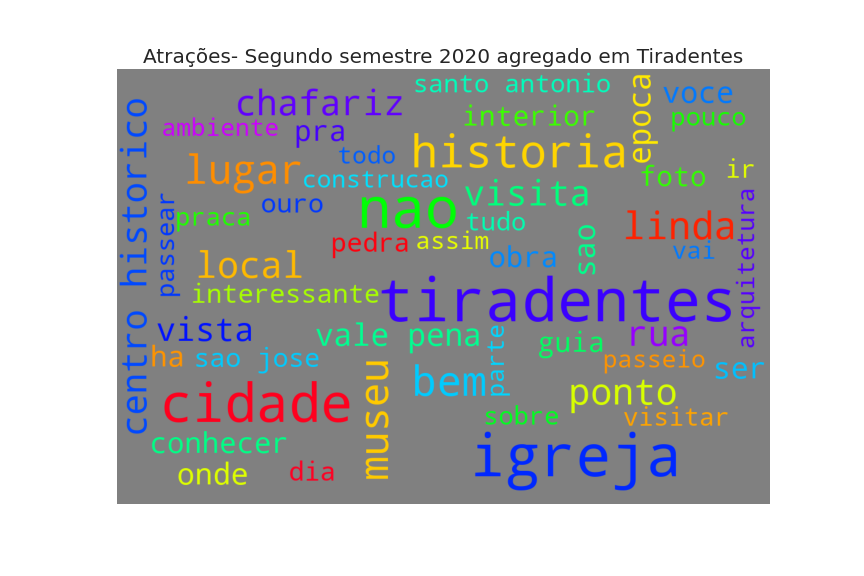 Atrações- Segundo semestre 2020 agregado em Tiradentes
santo antonio
chafariz
epoca
voce
interior
pouco
ambiente
pra
historia
centro historico
todo
lugar
construcao
foto
ir
ouro
nao
visita
passear
praca
tudo
linda
arquitetura
pedra
assim
sao
obra
vai
local
interessante
tiradentes
vista
vale pena
guia
rua
parte
ha
sao jose
passeio
ser
cidade
museu
bem
ponto
sobre
visitar
conhecer
igreja
onde
dia